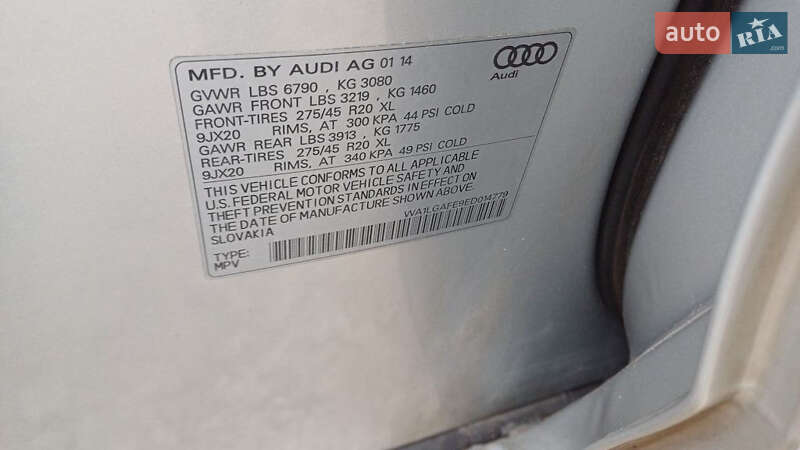 MFD. BY AUDI AG 01 14
GVWR LBS 6790 , KG 3080
GAWR FRONT LBS 3219 , KG 1460
FRONT-TIRES 275/45 R20 XL
9JX20 RIMS, AT 300 KPA 44 PSI COLD
GAWR REAR LBS 3913 , KG 1775
REAR-TIRES 275/45 R20 XL
9JX20 RIMS, AT 340 KPA 49 PSI COLD
THIS VEHICLE CONFORMS TO ALL APPLICABLE
U.S. FEDERAL MOTOR VEHICLE SAFETY AND
THEFT PREVENTION STANDARDS IN EFFECT ON
THE DATE OF MANUFACTURE SHOWN ABOVE.
SLOVAKIA
WA1LGAFE9ED014779
TYPE:
MPV
Audi
auto RIA
.com